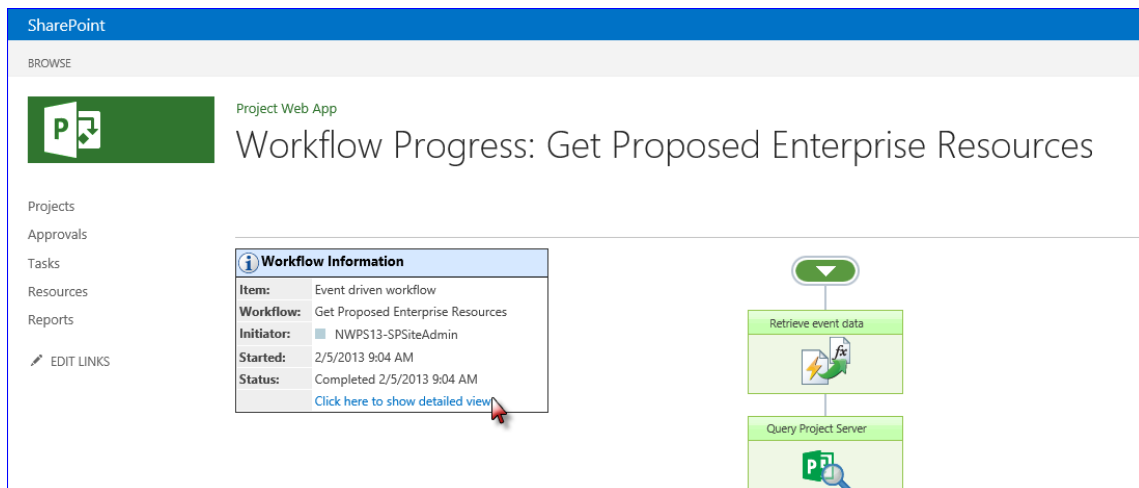 SharePoint
BROWSE
Project Web App
Workflow Progress: Get Proposed Enterprise Resources
Projects
Approvals
Tasks
Resources
Reports
EDIT LINKS
Workflow Information
Item: Event driven workflow
Workflow: Get Proposed Enterprise Resources
Initiator: NWPS13-SPSiteAdmin
Started: 2/5/2013 9:04 AM
Status: Completed 2/5/2013 9:04 AM
Click here to show detailed view
Retrieve event data
Query Project Server